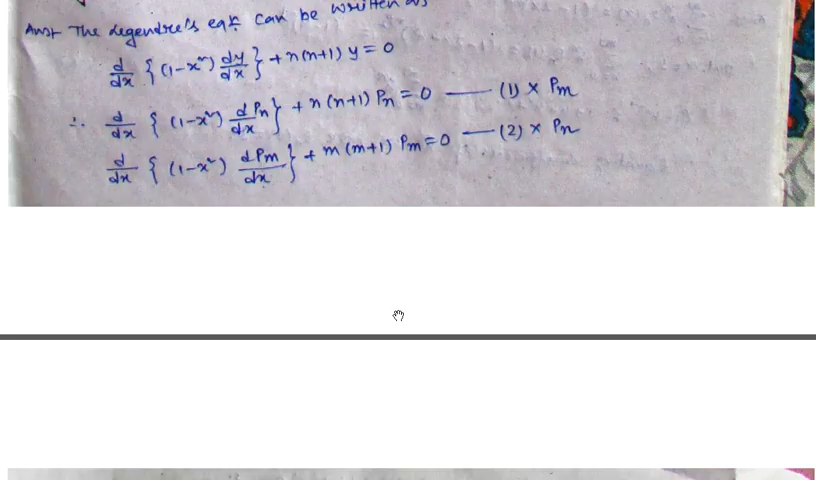 Ans+ The Legendre's eqn can be written as
d/dx {(1-x²) dy/dx} + n(n+1) y = 0
∴ d/dx {(1-x²) dPn/dx} + n(n+1) Pn = 0 —— (1) × Pm
d/dx {(1-x²) dPm/dx} + m(m+1) Pm = 0 —— (2) × Pn